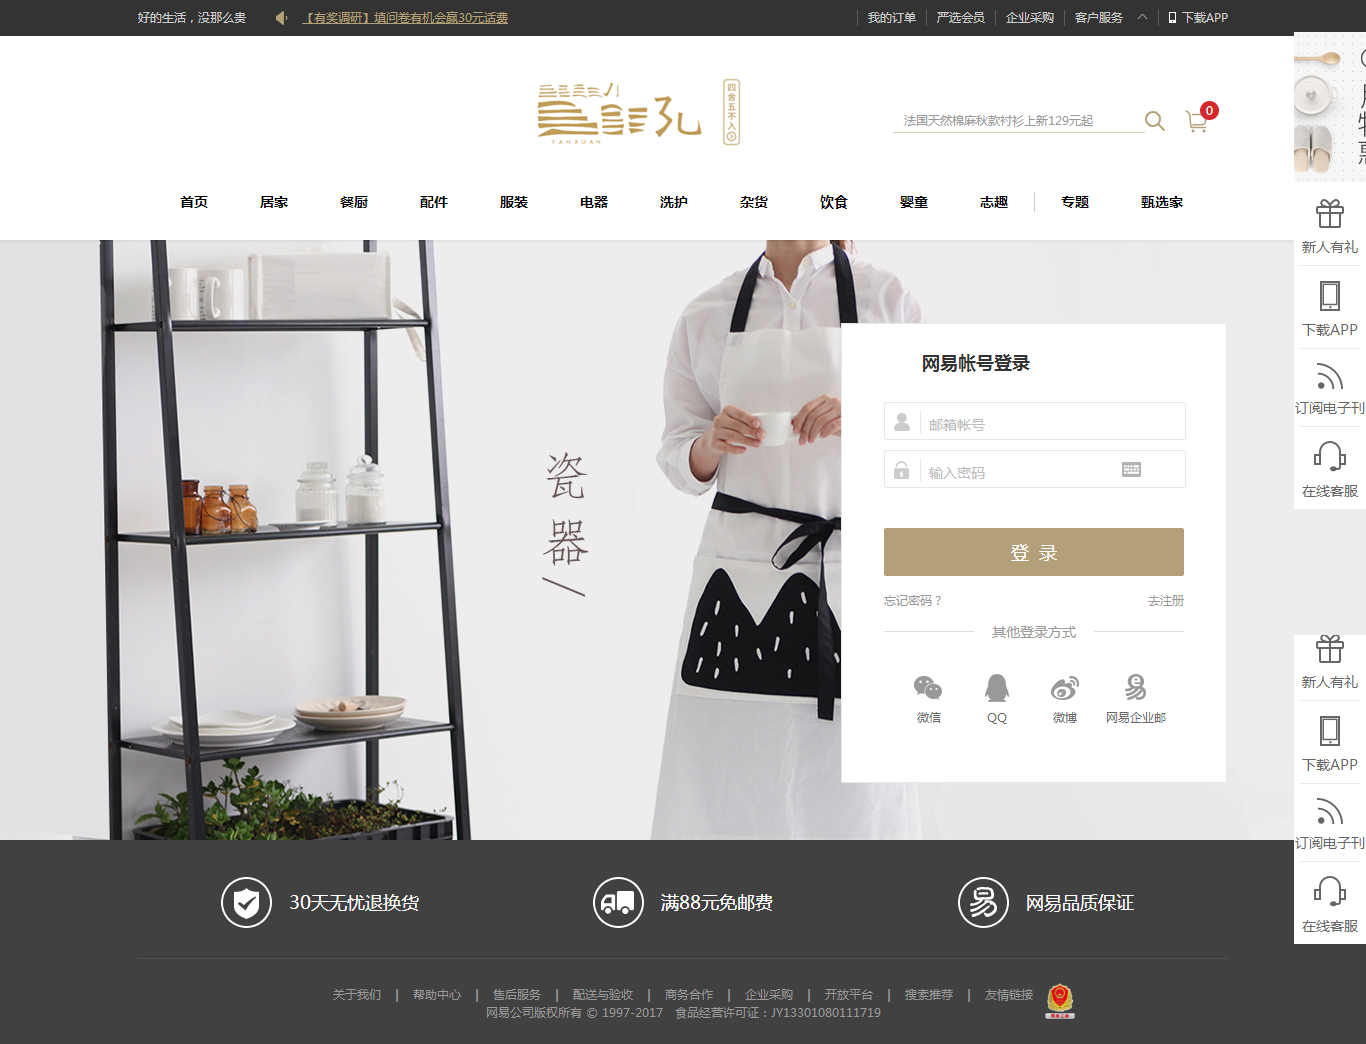 好的生活，没那么贵
【有奖调研】填问卷有机会赢30元话费
我的订单
严选会员
企业采购
客户服务
下载APP
YANXUAN
四舍五不入
法国天然棉麻秋款衬衫上新129元起
0
首页
居家
餐厨
配件
服装
电器
洗护
杂货
饮食
婴童
志趣
专题
甄选家
新人有礼
下载APP
订阅电子刊
在线客服
瓷器/
网易帐号登录
邮箱帐号
输入密码
登 录
忘记密码？
去注册
其他登录方式
微信
QQ
微博
网易企业邮
新人有礼
下载APP
订阅电子刊
在线客服
30天无忧退换货
满88元免邮费
易
网易品质保证
关于我们 | 帮助中心 | 售后服务 | 配送与验收 | 商务合作 | 企业采购 | 开放平台 | 搜索推荐 | 友情链接
网易公司版权所有 © 1997-2017 食品经营许可证：JY13301080111719